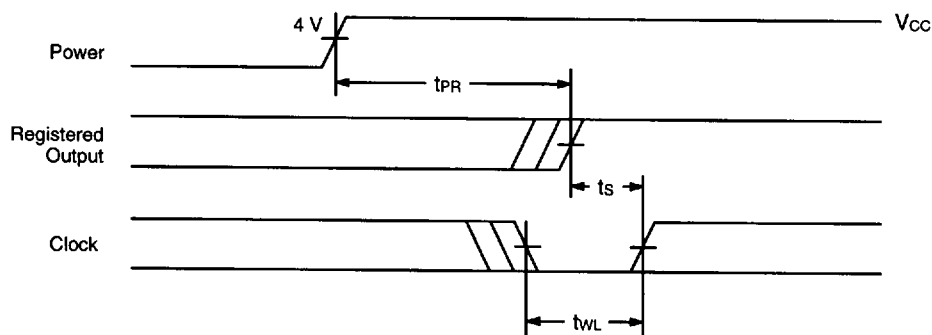 4 V
VCC
Power
tPR
Registered
Output
tS
Clock
tWL